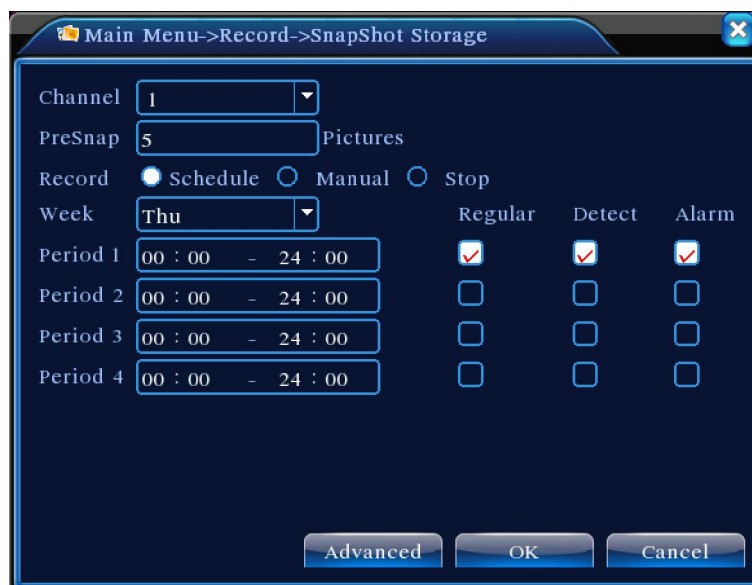 Main Menu->Record->SnapShot Storage
Channel 1
PreSnap 5 Pictures
Record Schedule Manual Stop
Week Thu Regular Detect Alarm
Period 1 00 : 00 - 24 : 00
Period 2 00 : 00 - 24 : 00
Period 3 00 : 00 - 24 : 00
Period 4 00 : 00 - 24 : 00
Advanced OK Cancel